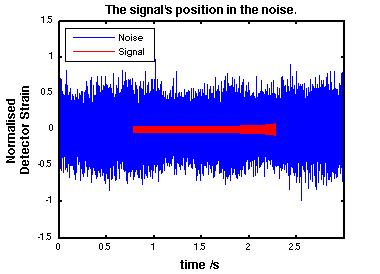 The signal's position in the noise.
1.5
1
0.5
0
-0.5
-1
-1.5
Noise
Signal
Normalised
Detector Strain
0 0.5 1 1.5 2 2.5
time /s